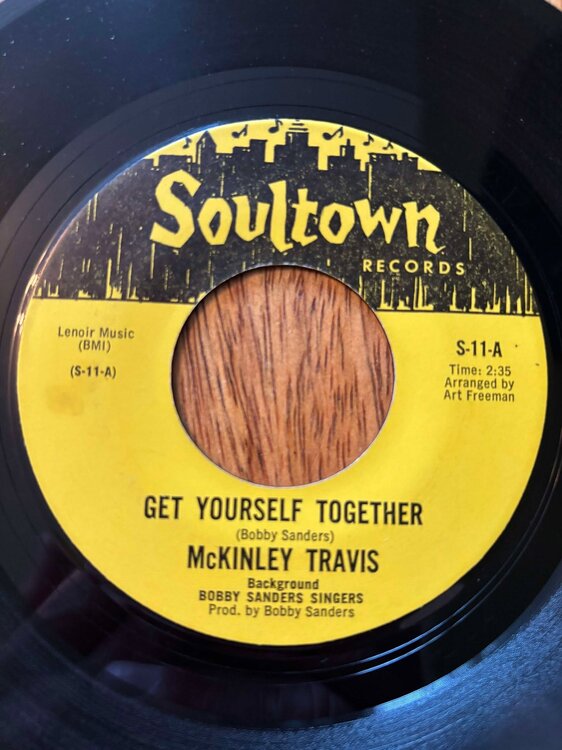 Soultown
RECORDS
Lenoir Music
(BMI)
(S-11-A)
S-11-A
Time: 2:35
Arranged by
Art Freeman
GET YOURSELF TOGETHER
(Bobby Sanders)
McKINLEY TRAVIS
Background
BOBBY SANDERS SINGERS
Prod. by Bobby Sanders